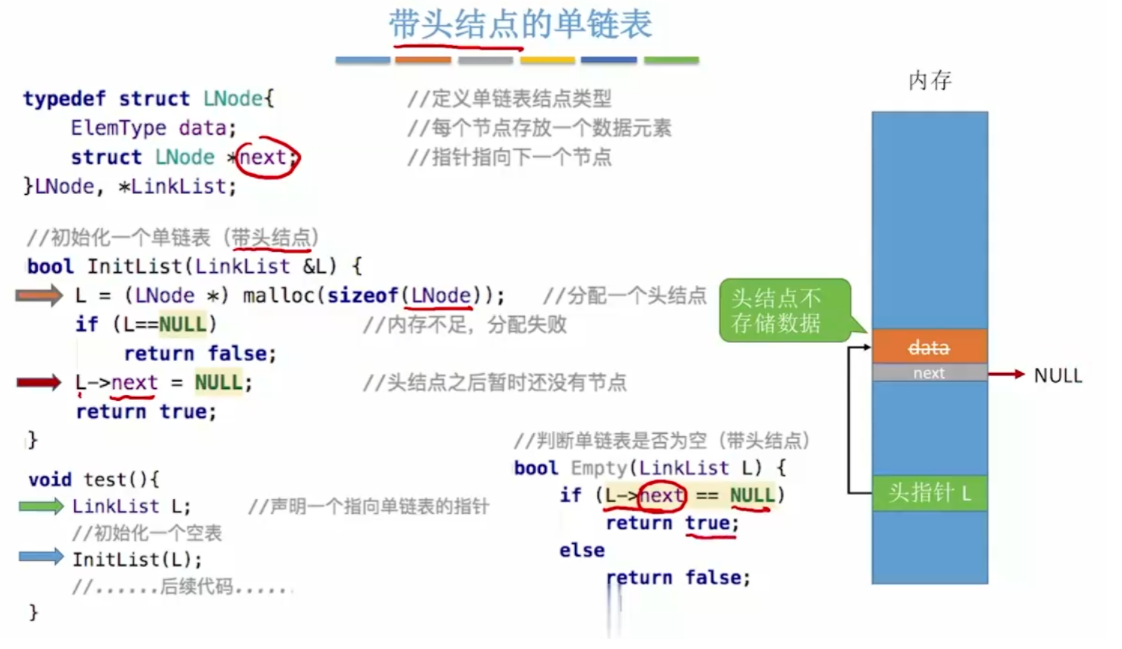 带头结点的单链表
typedef struct LNode{ //定义单链表结点类型
ElemType data; //每个节点存放一个数据元素
struct LNode *next; //指针指向下一个节点
}LNode, *LinkList;
//初始化一个单链表（带头结点）
bool InitList(LinkList &L) {
L = (LNode *) malloc(sizeof(LNode)); //分配一个头结点
if (L==NULL) //内存不足，分配失败
return false;
L->next = NULL; //头结点之后暂时还没有节点
return true;
}
void test(){
LinkList L; //声明一个指向单链表的指针
//初始化一个空表
InitList(L);
//......后续代码.....
}
//判断单链表是否为空（带头结点）
bool Empty(LinkList L) {
if (L->next == NULL)
return true;
else
return false;
内存
头结点不
存储数据
data
next
NULL
头指针 L